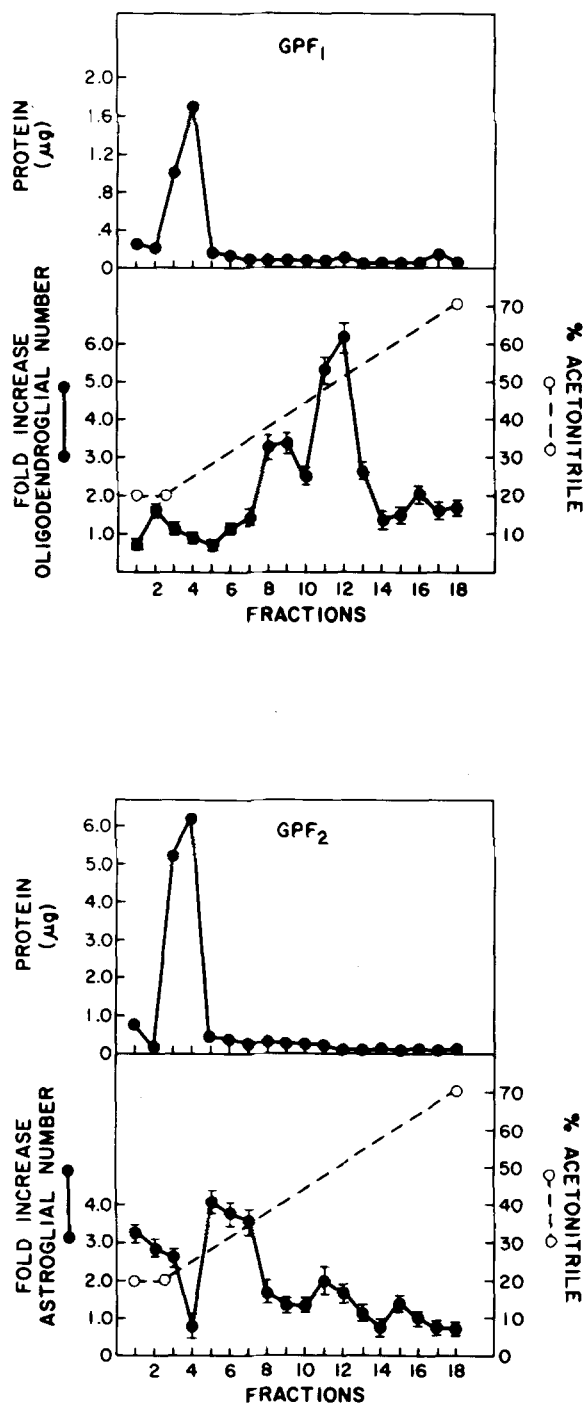 GPF1
PROTEIN
(μg)
2.0
1.6
1.2
.8
.4
0
FOLD INCREASE
OLIGODENDROGLIAL NUMBER
6.0
5.0
4.0
3.0
2.0
1.0
% ACETONITRILE
70
60
50
40
30
20
10
2 4 6 8 10 12 14 16 18
FRACTIONS
GPF2
PROTEIN
(μg)
6.0
5.0
4.0
3.0
2.0
1.0
0
FOLD INCREASE
ASTROGLIAL NUMBER
4.0
3.0
2.0
1.0
% ACETONITRILE
70
60
50
40
30
20
10
0
2 4 6 8 10 12 14 16 18
FRACTIONS